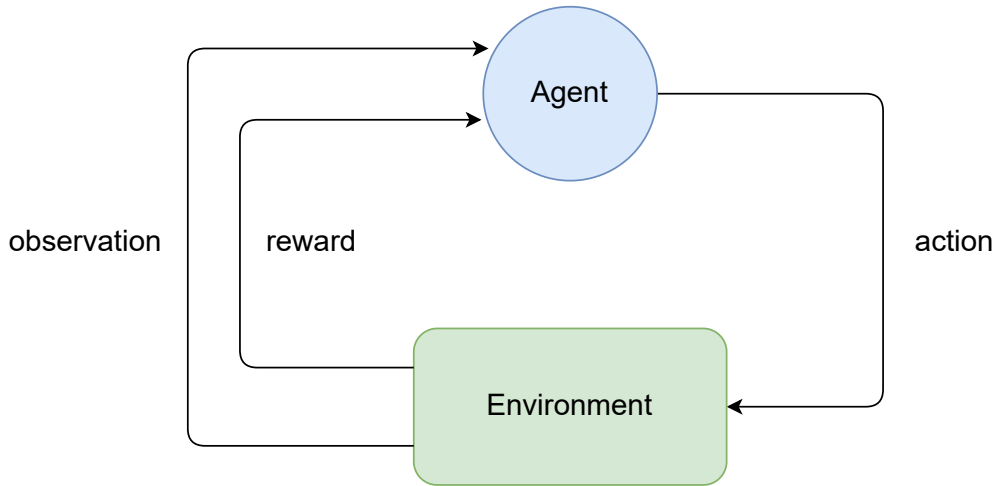 Agent
observation
reward
action
Environment